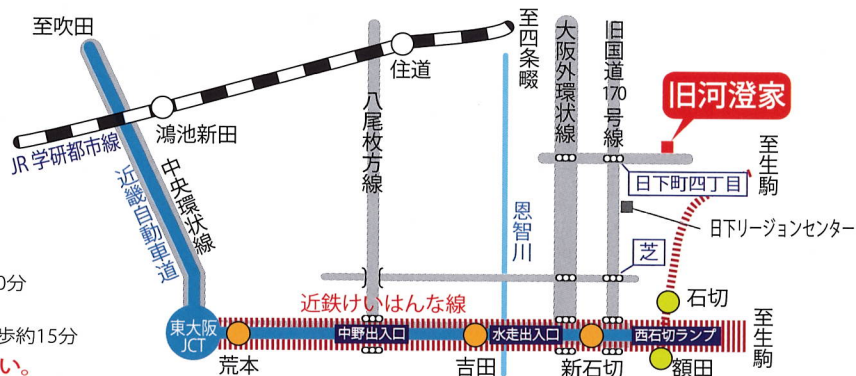 至吹田
住道
至四条畷
大阪外環状線
旧国道170号線
旧河澄家
鴻池新田
八尾枚方線
JR学研都市線
中央環状線
近畿自動車道
恩智川
日下町四丁目
至生駒
日下リージョンセンター
芝
0分
歩約15分
い。
近鉄けいはんな線
石切
東大阪
JCT
中野出入口
水走出入口
西石切ランプ
至生駒
荒本
吉田
新石切
額田